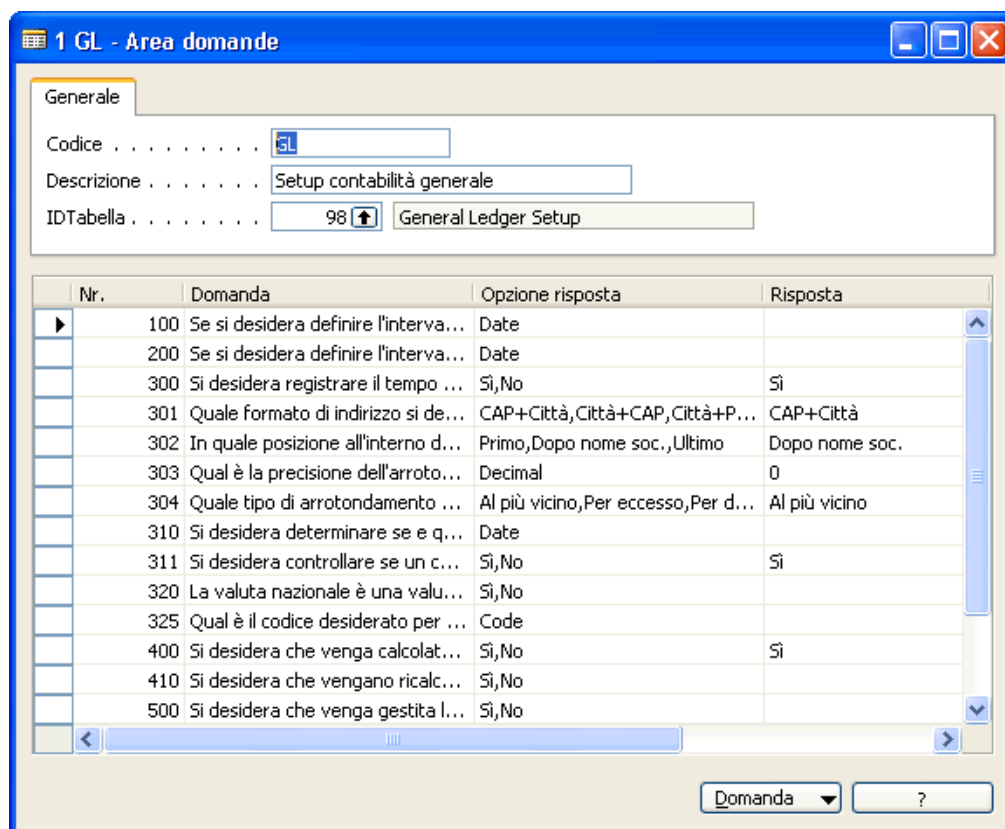 1 GL - Area domande
Generale
Codice . . . . . . . . . GL
Descrizione . . . . . . . Setup contabilità generale
IDTabella . . . . . . . . 98 General Ledger Setup
Nr. Domanda Opzione risposta Risposta
100 Se si desidera definire l'interva... Date
200 Se si desidera definire l'interva... Date
300 Si desidera registrare il tempo ... Sì,No Sì
301 Quale formato di indirizzo si de... CAP+Città,Città+CAP,Città+P... CAP+Città
302 In quale posizione all'interno d... Primo,Dopo nome soc.,Ultimo Dopo nome soc.
303 Qual è la precisione dell'arroto... Decimal 0
304 Quale tipo di arrotondamento ... Al più vicino,Per eccesso,Per d... Al più vicino
310 Si desidera determinare se e q... Date
311 Si desidera controllare se un c... Sì,No Sì
320 La valuta nazionale è una valu... Sì,No
325 Qual è il codice desiderato per ... Code
400 Si desidera che venga calcolat... Sì,No Sì
410 Si desidera che vengano ricalc... Sì,No
500 Si desidera che venga gestita l... Sì,No
Domanda ?